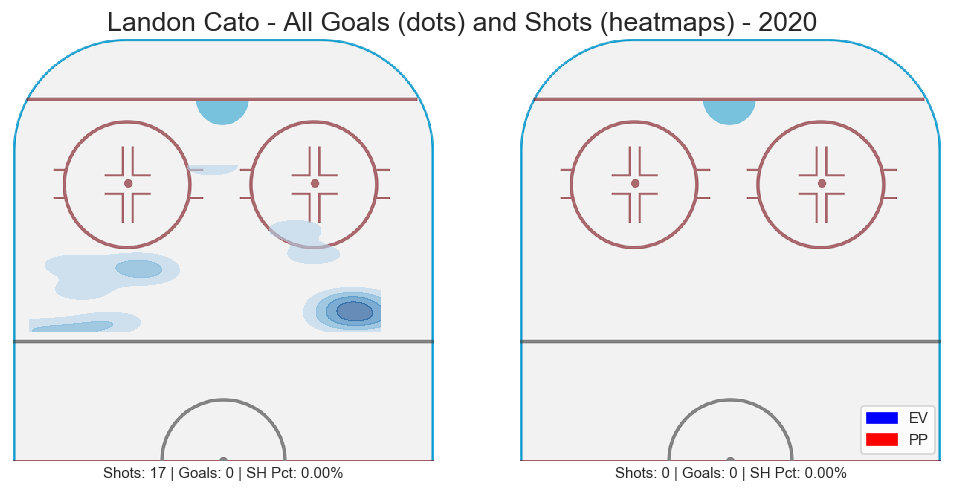 Landon Cato - All Goals (dots) and Shots (heatmaps) - 2020
EV
PP
Shots: 17 | Goals: 0 | SH Pct: 0.00%
Shots: 0 | Goals: 0 | SH Pct: 0.00%